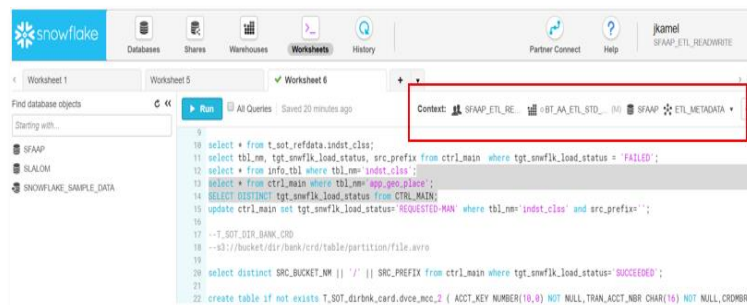 snowflake
Databases
Shares
Warehouses
Worksheets
History
Partner Connect
Help
jkamel
SFAAP_ETL_READWRITE
Worksheet 1
Worksheet 5
Worksheet 6
Find database objects
Starting with...
SFAAP
SLALOM
SNOWFLAKE_SAMPLE_DATA
Run All Queries Saved 20 minutes ago
Context: SFAAP_ETL_RE... BT_AA_ETL_STD_... (M) SFAAP ETL_METADATA
9
10 select * from t_sot_refdata.indst_clss;
11 select tbl_nm, tgt_snwflk_load_status, src_prefix from ctrl_main where tgt_snwflk_load_status = 'FAILED';
12 select * from info_tbl where tbl_nm='indst_clss';
13 select * from ctrl_main where tbl_nm='app_geo_place';
14 SELECT DISTINCT tgt_snwflk_load_status from CTRL_MAIN;
15 update ctrl_main set tgt_snwflk_load_status='REQUESTED-MAN' where tbl_nm='indst_clss' and src_prefix='';
16
17 --T_SOT_DIR_BANK_CRD
18 --s3://bucket/dir/bank/crd/table/partition/file.avro
19
20 select distinct SRC_BUCKET_NM || '/' || SRC_PREFIX from ctrl_main where tgt_snwflk_load_status='SUCCEEDED';
21
22 create table if not exists T_SOT_DIRbnk_card.dvce_mcc_2 ( ACCT_KEY NUMBER(10,0) NOT NULL,TRAN_ACCT_NBR CHAR(16) NOT NULL,CRDMBR